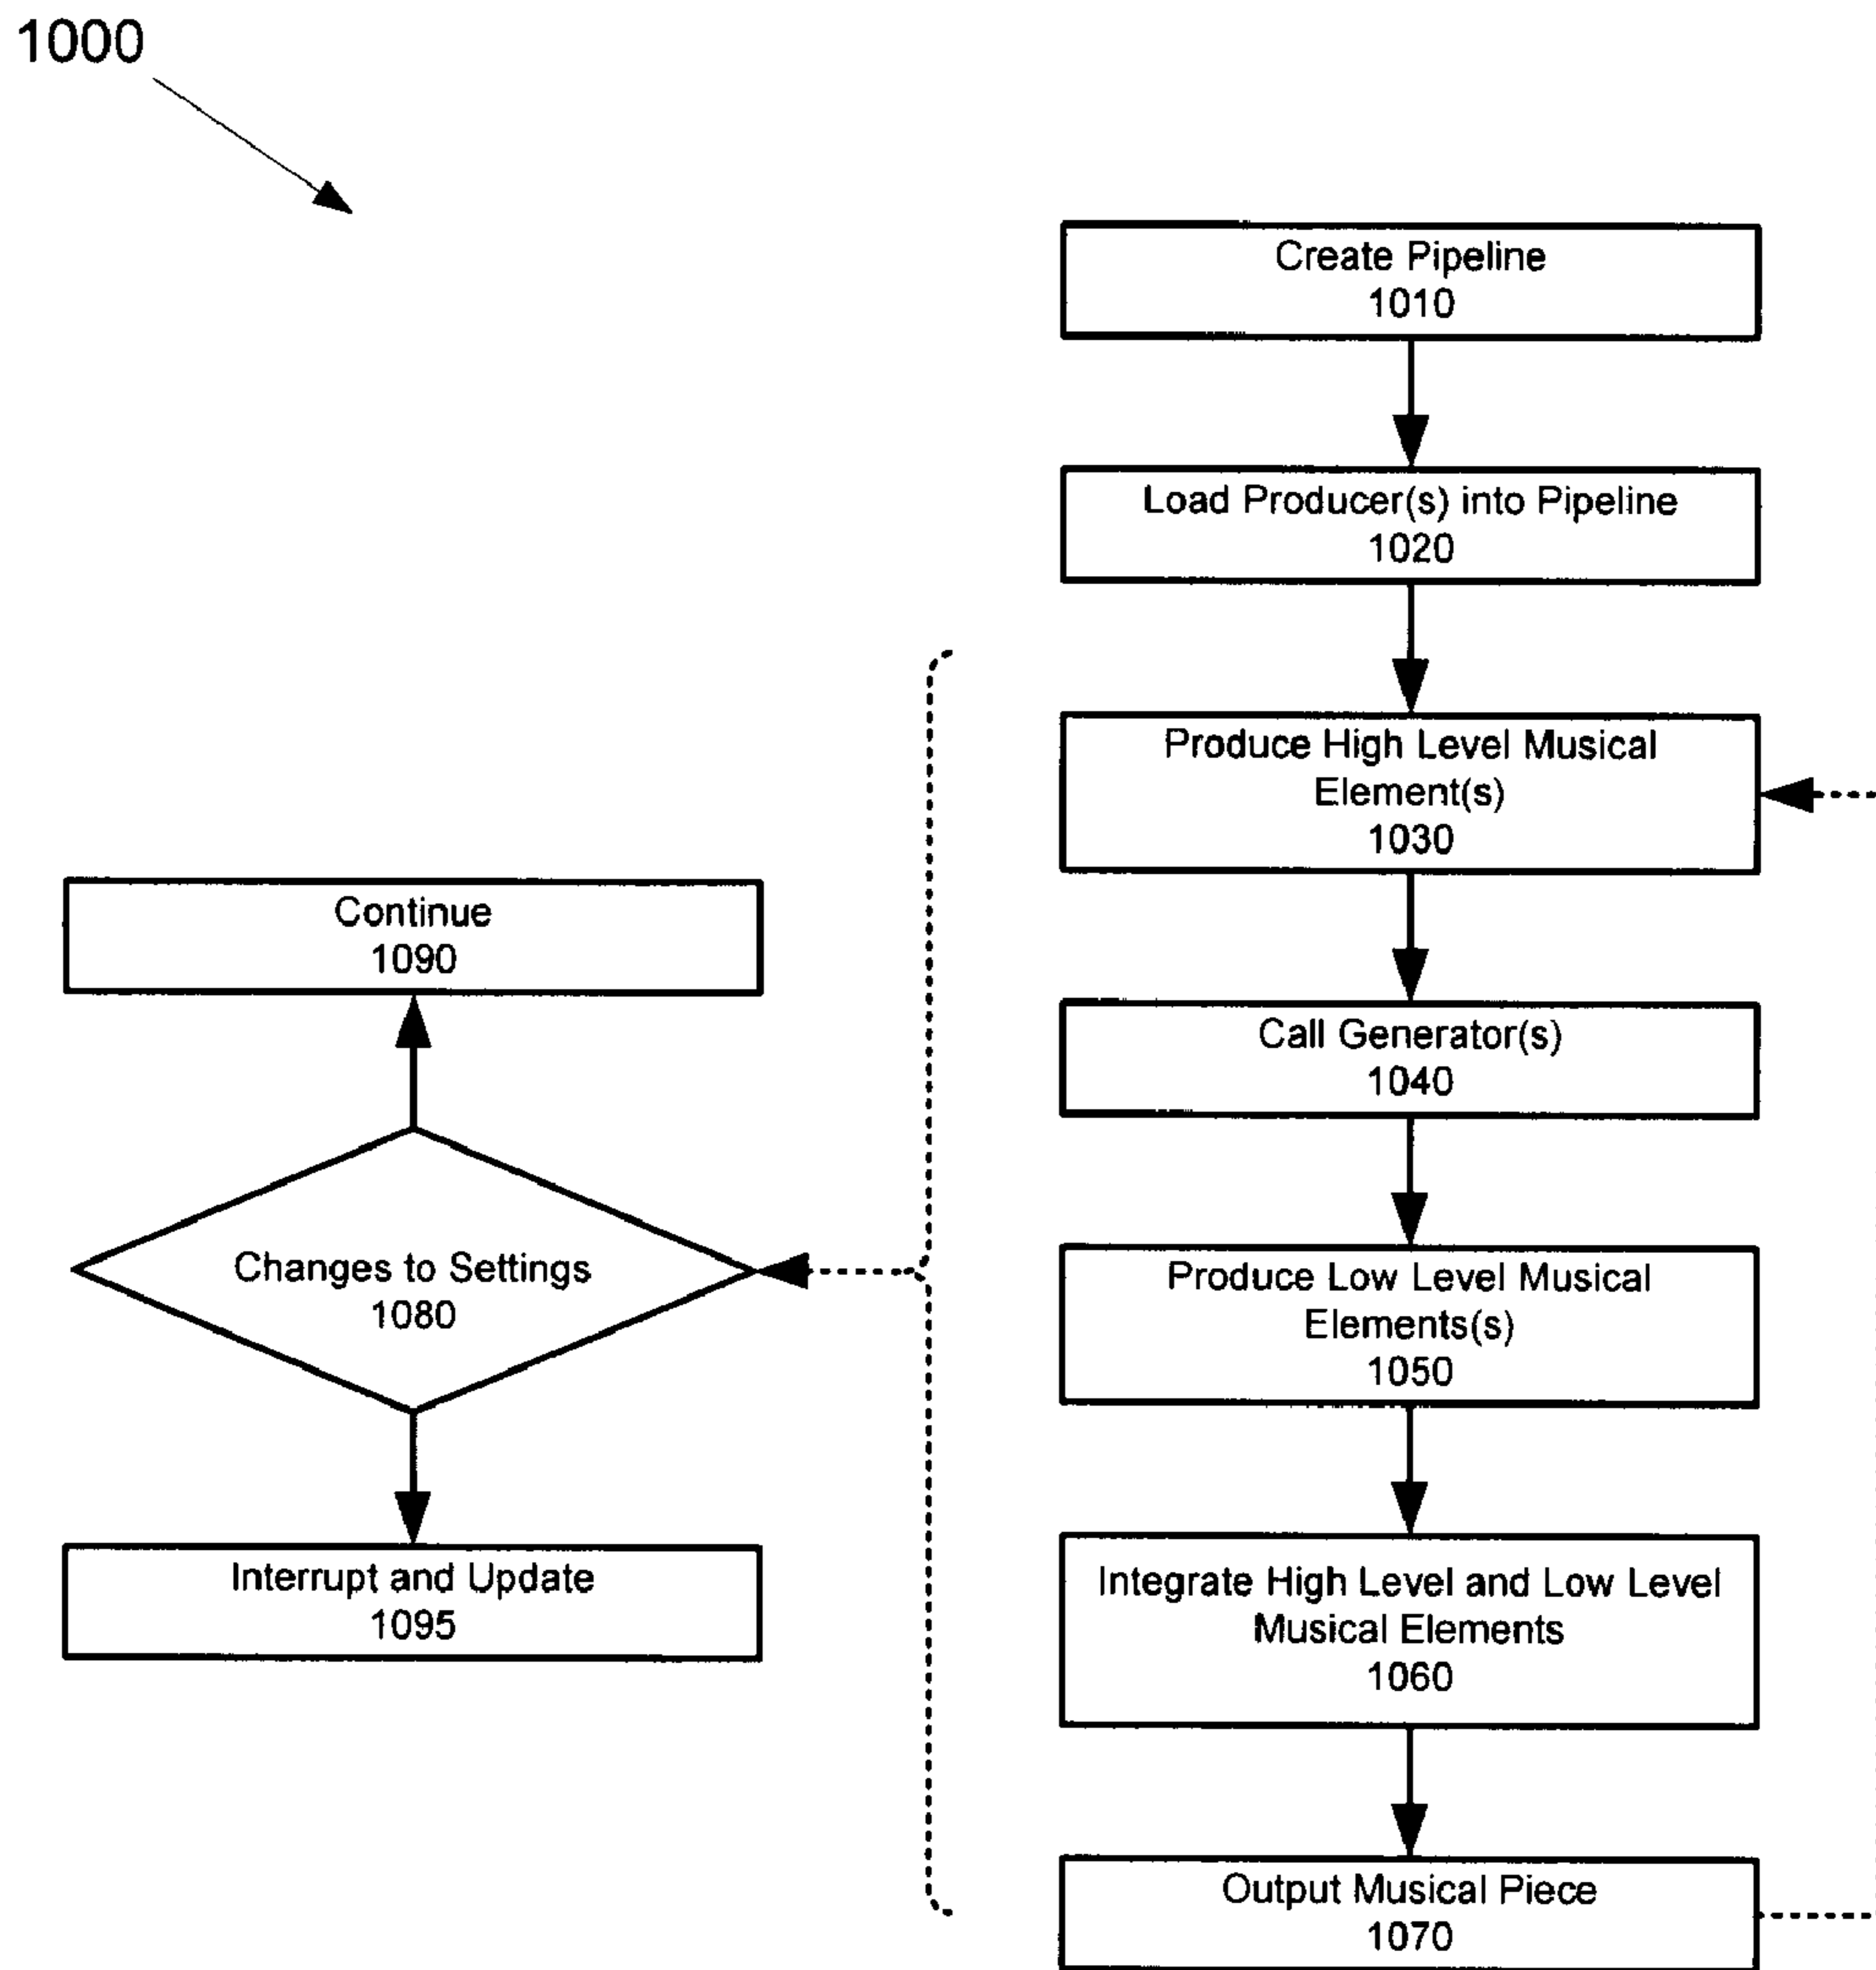 1000
Create Pipeline
1010
Load Producer(s) into Pipeline
1020
Produce High Level Musical
Element(s)
1030
Call Generator(s)
1040
Produce Low Level Musical
Elements(s)
1050
Integrate High Level and Low Level
Musical Elements
1060
Output Musical Piece
1070
Continue
1090
Changes to Settings
1080
Interrupt and Update
1095